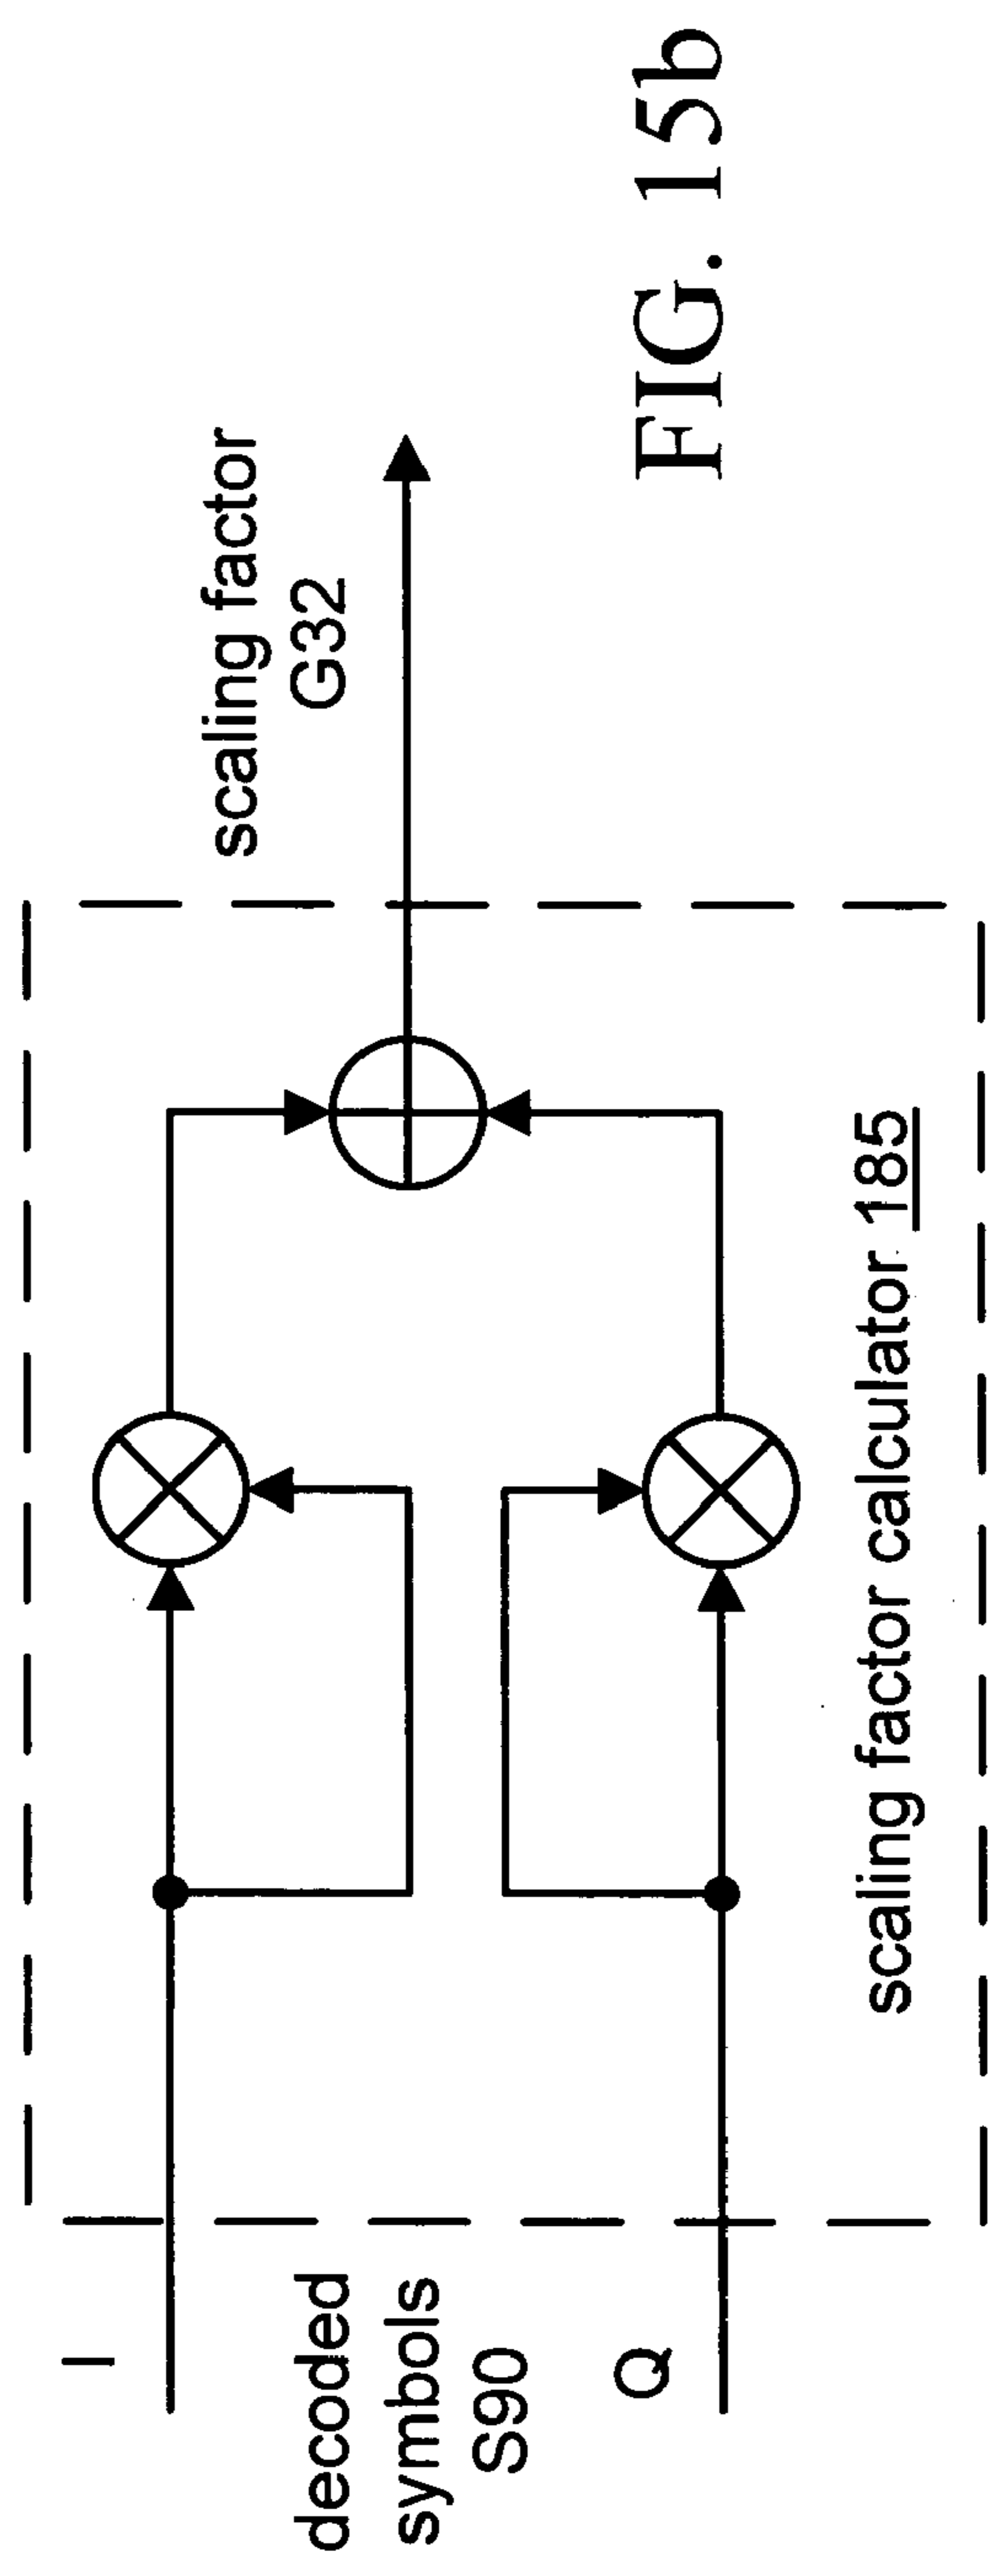 I
decoded
symbols
S90
Q
scaling factor
G32
scaling factor calculator 185
FIG. 15b